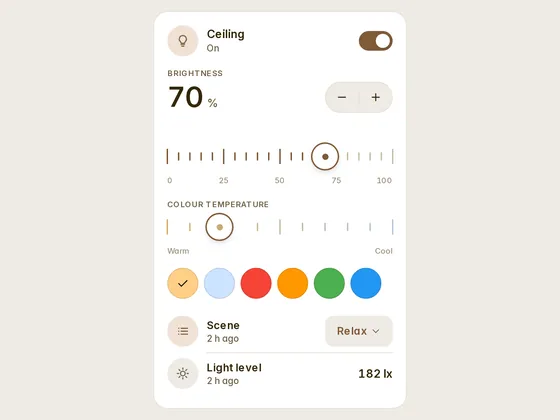 Ceiling
On
BRIGHTNESS
70 %
− +
0 25 50 75 100
COLOUR TEMPERATURE
Warm Cool
Scene
2 h ago
Relax
Light level
2 h ago
182 lx